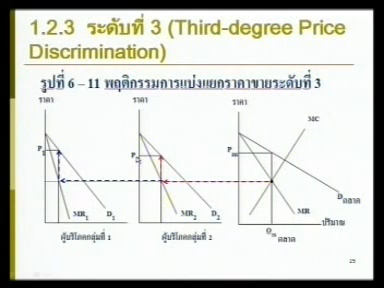 1.2.3 ระดับที่ 3 (Third-degree Price
Discrimination)
รูปที่ 6 – 11 พฤติกรรมการแบ่งแยกราคาขายระดับที่ 3
ราคา
ราคา
ราคา
MC
P1
P2
Pm
MR1
D1
MR2
D2
MR
Dตลาด
ปริมาณ
Qm ตลาด
ผู้บริโภคกลุ่มที่ 1
ผู้บริโภคกลุ่มที่ 2